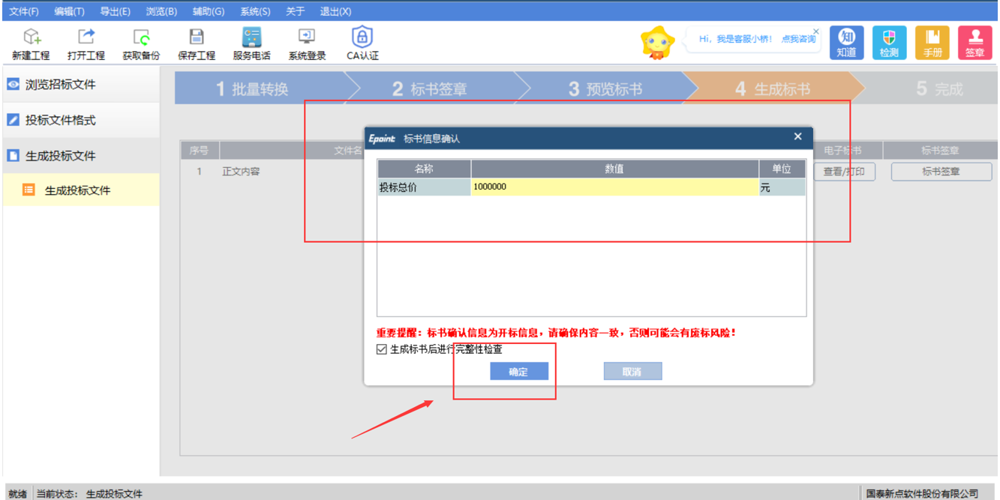 文件(F) 编辑(T) 导出(E) 浏览(B) 辅助(G) 系统(S) 关于 退出(X)
新建工程 打开工程 获取备份 保存工程 服务电话 系统登录 CA认证
Hi，我是客服小桥！ 点我咨询
知 知道 检测 手册 签章
浏览招标文件
投标文件格式
生成投标文件
生成投标文件
1 批量转换 2 标书签章 3 预览标书 4 生成标书 5 完成
序号 文件名 电子标书 标书签章
1 正文内容 查看/打印 标书签章
Epoint 标书信息确认
名称 数值 单位
投标总价 1000000 元
重要提醒：标书确认信息为开标信息，请确保内容一致，否则可能会有废标风险！
生成标书后进行完整性检查
确定 取消
就绪 当前状态： 生成投标文件 国泰新点软件股份有限公司